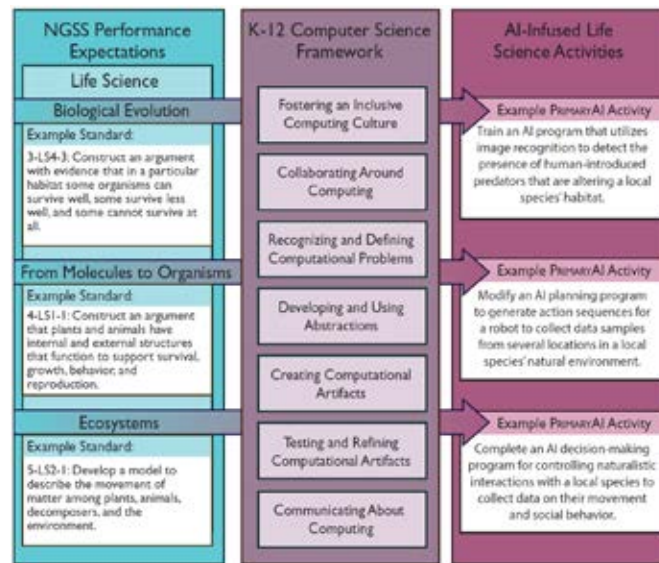 NGSS Performance
Expectations
Life Science
Biological Evolution
Example Standard:
3-LS4-3: Construct an argument
with evidence that in a particular
habitat some organisms can
survive well, some survive less
well, and some cannot survive at
all.
From Molecules to Organisms
Example Standard:
4-LS1-1: Construct an argument
that plants and animals have
internal and external structures
that function to support survival,
growth, behavior, and
reproduction.
Ecosystems
Example Standard:
5-LS2-1: Develop a model to
describe the movement of
matter among plants, animals,
decomposers, and the
environment.
K-12 Computer Science
Framework
Fostering an Inclusive
Computing Culture
Collaborating Around
Computing
Recognizing and Defining
Computational Problems
Developing and Using
Abstractions
Creating Computational
Artifacts
Testing and Refining
Computational Artifacts
Communicating About
Computing
AI-Infused Life
Science Activities
Example PRIMARYAI Activity
Train an AI program that utilizes
image recognition to detect the
presence of human-introduced
predators that are altering a local
species' habitat.
Example PRIMARYAI Activity
Modify an AI planning program
to generate action sequences for
a robot to collect data samples
from several locations in a local
species' natural environment.
Example PRIMARYAI Activity
Complete an AI decision-making
program for controlling naturalistic
interactions with a local species to
collect data on their movement
and social behavior.